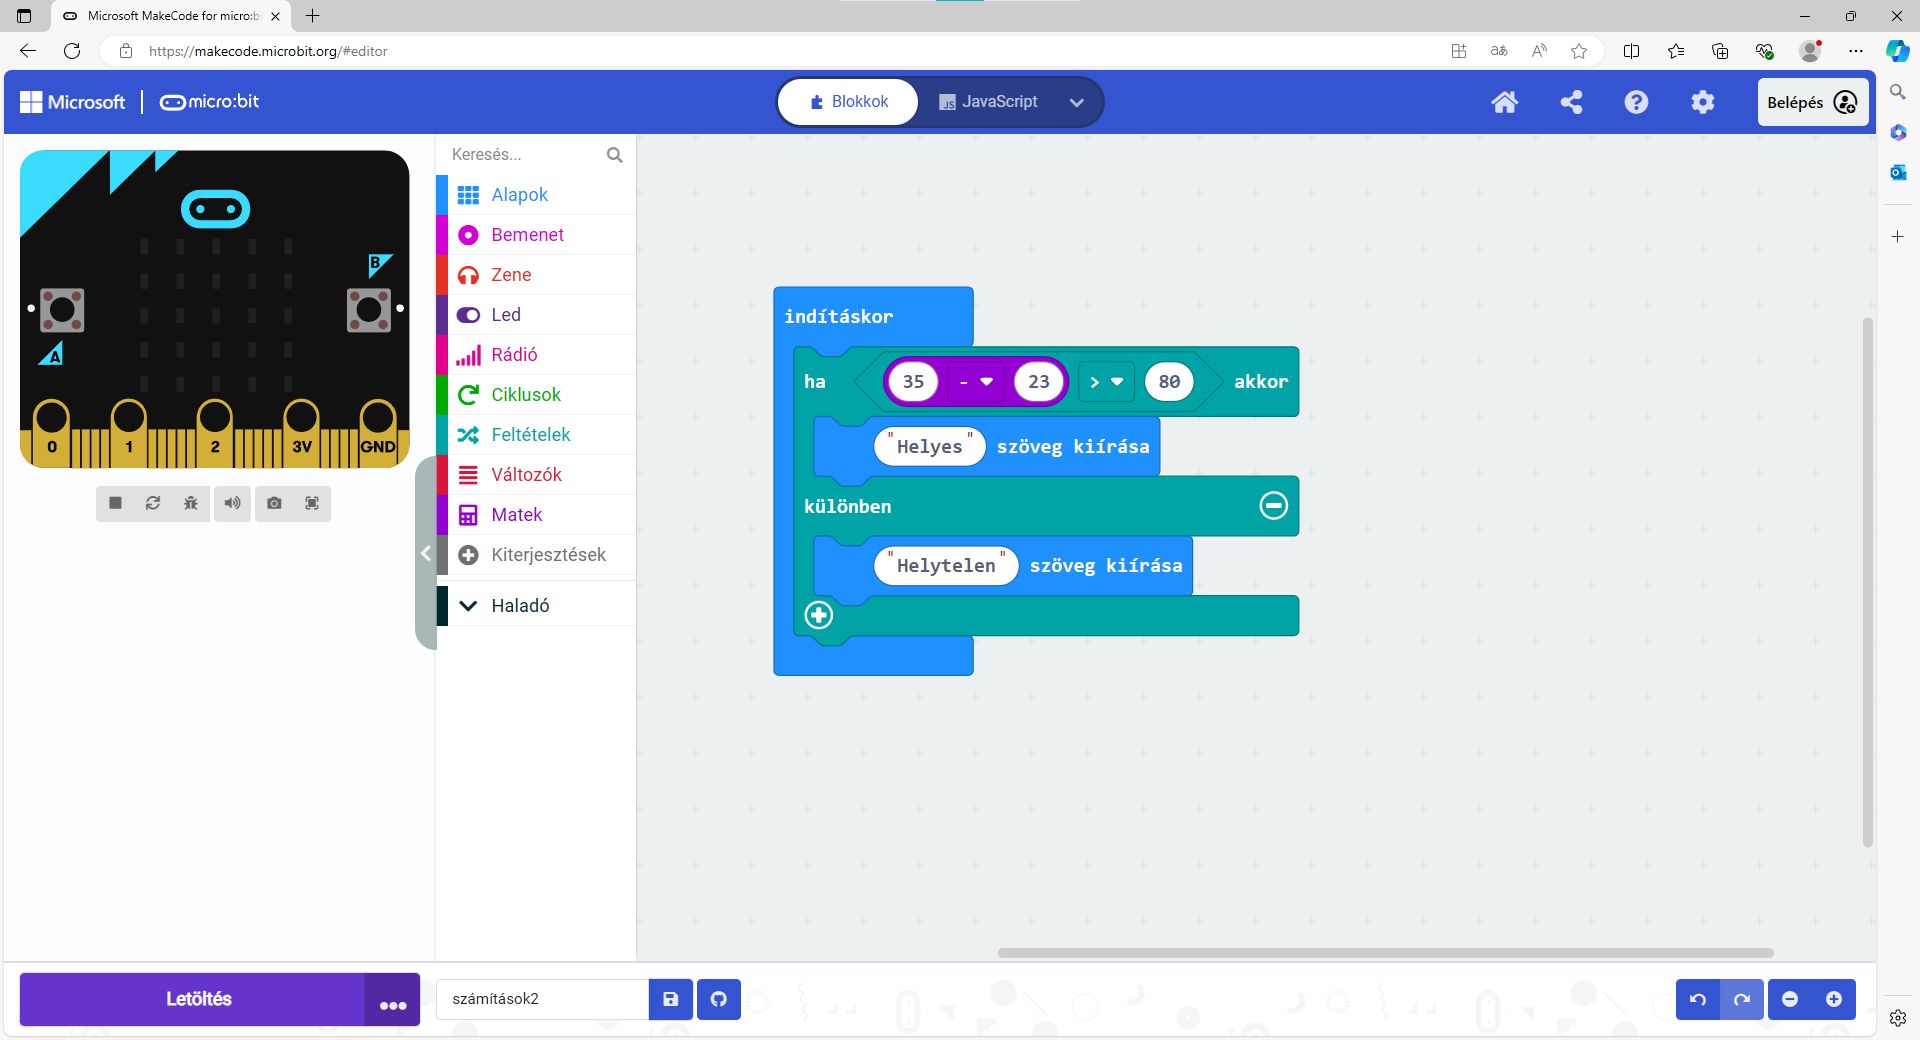 Microsoft MakeCode for micro:bi
https://makecode.microbit.org/#editor
Microsoft
micro:bit
Blokkok
JavaScript
Belépés
Keresés...
Alapok
Bemenet
Zene
Led
Rádió
Ciklusok
Feltételek
Változók
Matek
Kiterjesztések
Haladó
A
B
0 1 2 3V GND
indításkor
ha 35 - 23 > 80 akkor
"Helyes" szöveg kiírása
különben
"Helytelen" szöveg kiírása
Letöltés
számítások2